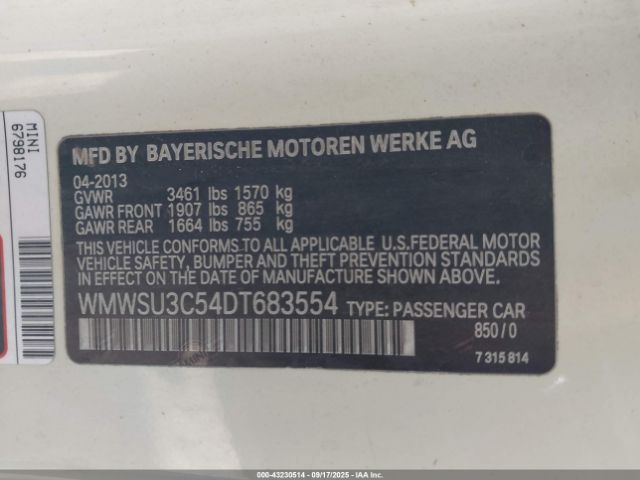 MINI
6798176
MFD BY BAYERISCHE MOTOREN WERKE AG
04-2013
GVWR 3461 lbs 1570 kg
GAWR FRONT 1907 lbs 865 kg
GAWR REAR 1664 lbs 755 kg
THIS VEHICLE CONFORMS TO ALL APPLICABLE U.S.FEDERAL MOTOR
VEHICLE SAFETY, BUMPER AND THEFT PREVENTION STANDARDS
IN EFFECT ON THE DATE OF MANUFACTURE SHOWN ABOVE.
WMWSU3C54DT683554 TYPE: PASSENGER CAR
850/0
7 315 814
000-43230514 - 09/17/2025 - COPYRIGHT © 2025 IAA, LLC.